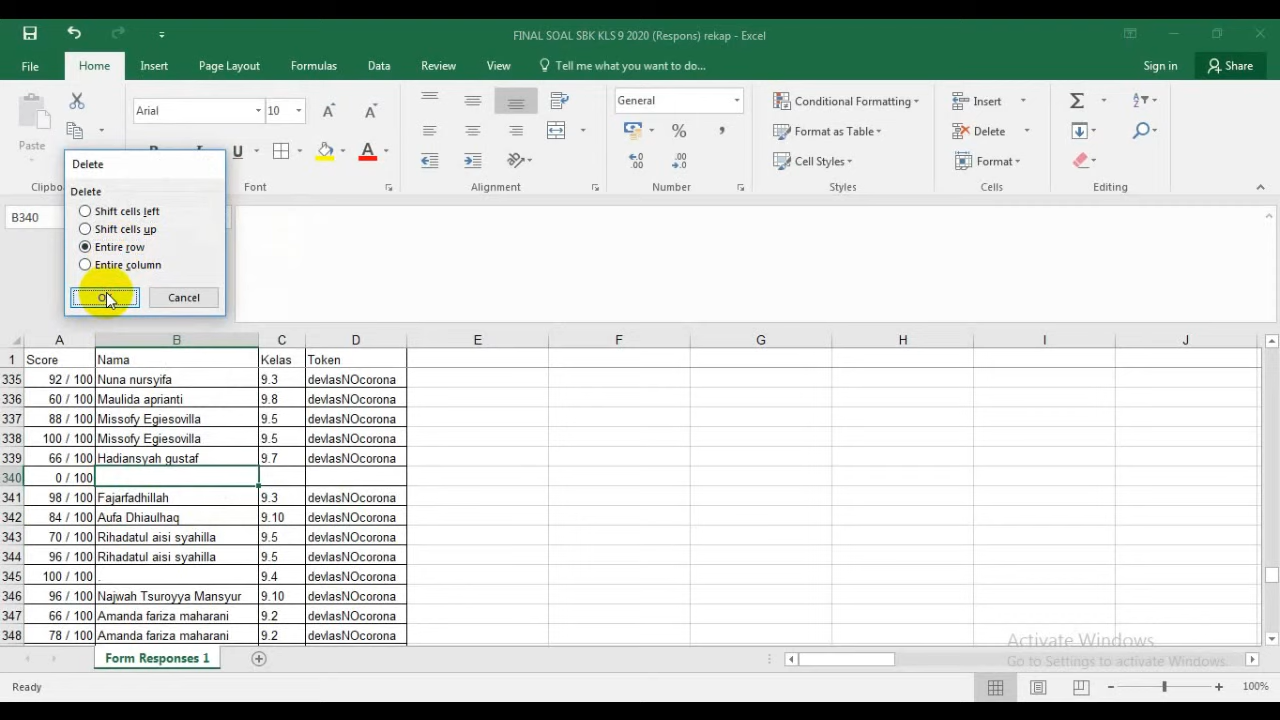 FINAL SOAL SBK KLS 9 2020 (Respons) rekap - Excel
File Home Insert Page Layout Formulas Data Review View Tell me what you want to do... Sign in Share
Arial 10 General Conditional Formatting Insert
Paste Format as Table Delete
U Cell Styles Format
Font Alignment Number Styles Cells Editing
Delete
Delete
Shift cells left
Shift cells up
Entire row
Entire column
Cancel
B340
A B C D E F G H I J
1 Score Nama Kelas Token
335 92 / 100 Nuna nursyifa 9.3 devlasNOcorona
336 60 / 100 Maulida aprianti 9.8 devlasNOcorona
337 88 / 100 Missofy Egiesovilla 9.5 devlasNOcorona
338 100 / 100 Missofy Egiesovilla 9.5 devlasNOcorona
339 66 / 100 Hadiansyah gustaf 9.7 devlasNOcorona
340 0 / 100
341 98 / 100 Fajarfadhillah 9.3 devlasNOcorona
342 84 / 100 Aufa Dhiaulhaq 9.10 devlasNOcorona
343 70 / 100 Rihadatul aisi syahilla 9.5 devlasNOcorona
344 96 / 100 Rihadatul aisi syahilla 9.5 devlasNOcorona
345 100 / 100 . 9.4 devlasNOcorona
346 96 / 100 Najwah Tsuroyya Mansyur 9.10 devlasNOcorona
347 66 / 100 Amanda fariza maharani 9.2 devlasNOcorona
348 78 / 100 Amanda fariza maharani 9.2 devlasNOcorona
Activate Windows
Go to Settings to activate Windows.
Form Responses 1
Ready 100%